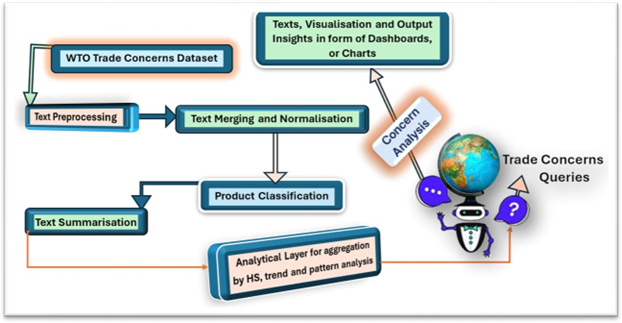 Texts, Visualisation and Output
Insights in form of Dashboards,
or Charts
WTO Trade Concerns Dataset
Text Preprocessing
Text Merging and Normalisation
Concern
Analysis
Trade Concerns
Queries
Product Classification
Text Summarisation
?
Analytical Layer for aggregation
by HS, trend and pattern analysis